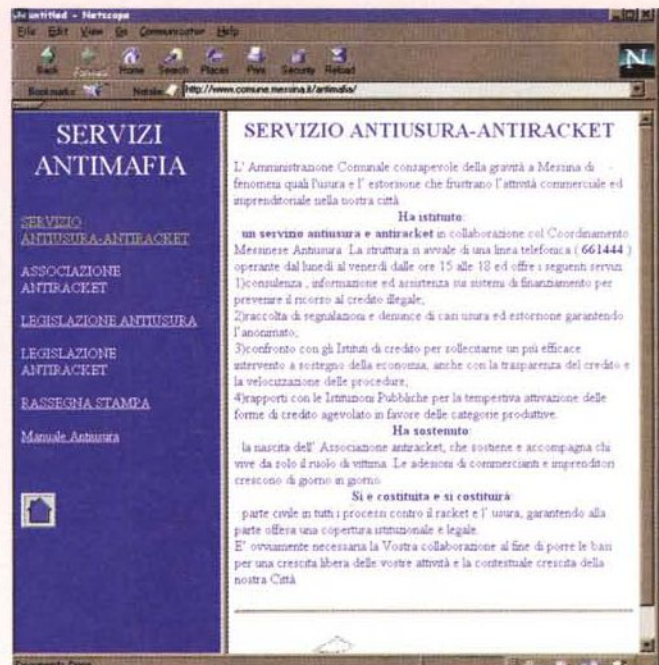 untitled - Netscape
File Edit View Go Communicator Help
Back Forward Home Search Places Print Security Reload
N
Bookmarks Netsite: http://www.comune.messina.it/antimafia/
SERVIZI
ANTIMAFIA
SERVIZIO
ANTIUSURA-ANTIRACKET
ASSOCIAZIONE
ANTIRACKET
LEGISLAZIONE ANTIUSURA
LEGISLAZIONE
ANTIRACKET
RASSEGNA STAMPA
Manuale Antiusura
SERVIZIO ANTIUSURA-ANTIRACKET
L' Amministrazione Comunale consapevole della gravità a Messina di
fenomeni quali l'usura e l' estorsione che frustrano l'attività commerciale ed
imprenditoriale nella nostra città
Ha istituito:
un servizio antiusura e antiracket in collaborazione col Coordinamento
Messinese Antiusura. La struttura si avvale di una linea telefonica ( 661444 )
operante dal lunedì al venerdì dalle ore 15 alle 18 ed offre i seguenti servizi
1)consulenza , informazione ed assistenza sui sistemi di finanziamento per
prevenire il ricorso al credito illegale;
2)raccolta di segnalazioni e denunce di casi usura ed estorsione garantendo
l'anonimato;
3)confronto con gli Istituti di credito per sollecitarne un più efficace
intervento a sostegno della economia, anche con la trasparenza del credito e
la velocizzazione delle procedure;
4)rapporti con le Istituzioni Pubbliche per la tempestiva attivazione delle
forme di credito agevolato in favore delle categorie produttive.
Ha sostenuto:
la nascita dell' Associazione antiracket, che sostiene e accompagna chi
vive da solo il ruolo di vittima. Le adesioni di commercianti e imprenditori
crescono di giorno in giorno.
Si è costituita e si costituirà:
parte civile in tutti i processi contro il racket e l' usura, garantendo alla
parte offesa una copertura istituzionale e legale.
E' ovviamente necessaria la Vostra collaborazione al fine di porre le basi
per una crescita libera delle vostre attività e la contestuale crescita della
nostra Città
Document: Done